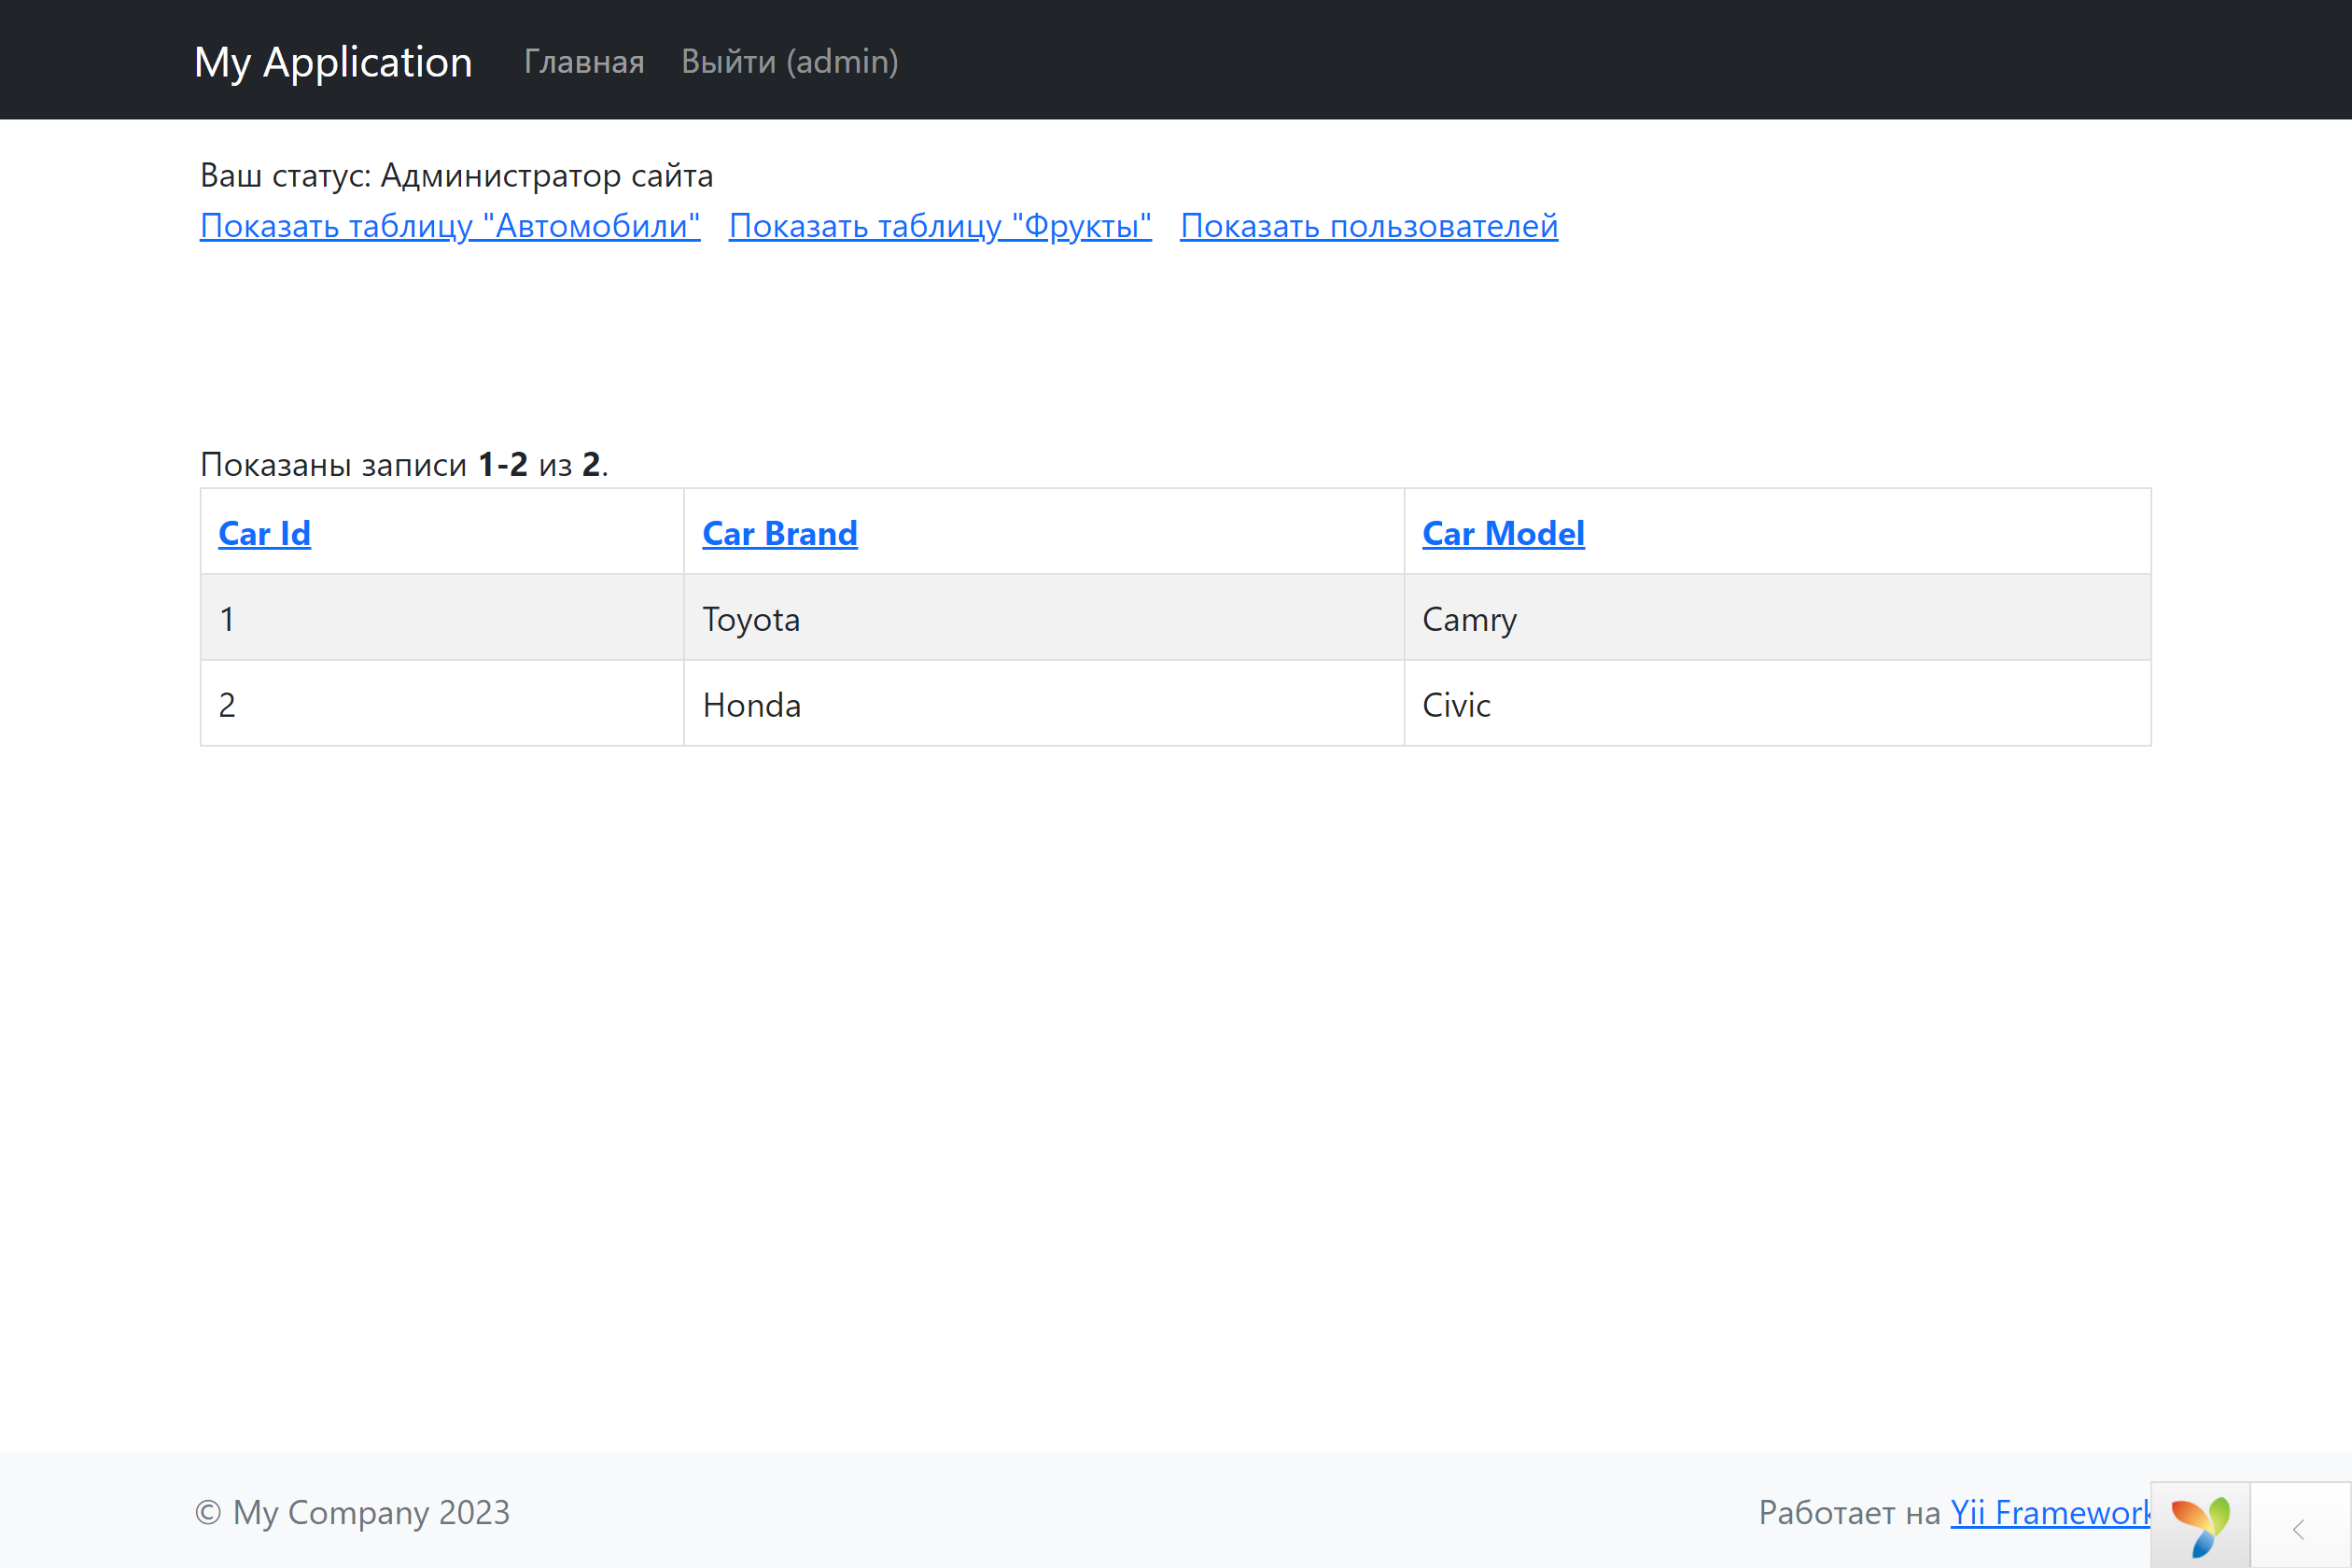 My Application Главная Выйти (admin)
Ваш статус: Администратор сайта
Показать таблицу "Автомобили" Показать таблицу "Фрукты" Показать пользователей
Показаны записи 1-2 из 2.
Car Id Car Brand Car Model
1 Toyota Camry
2 Honda Civic
© My Company 2023 Работает на Yii Framework